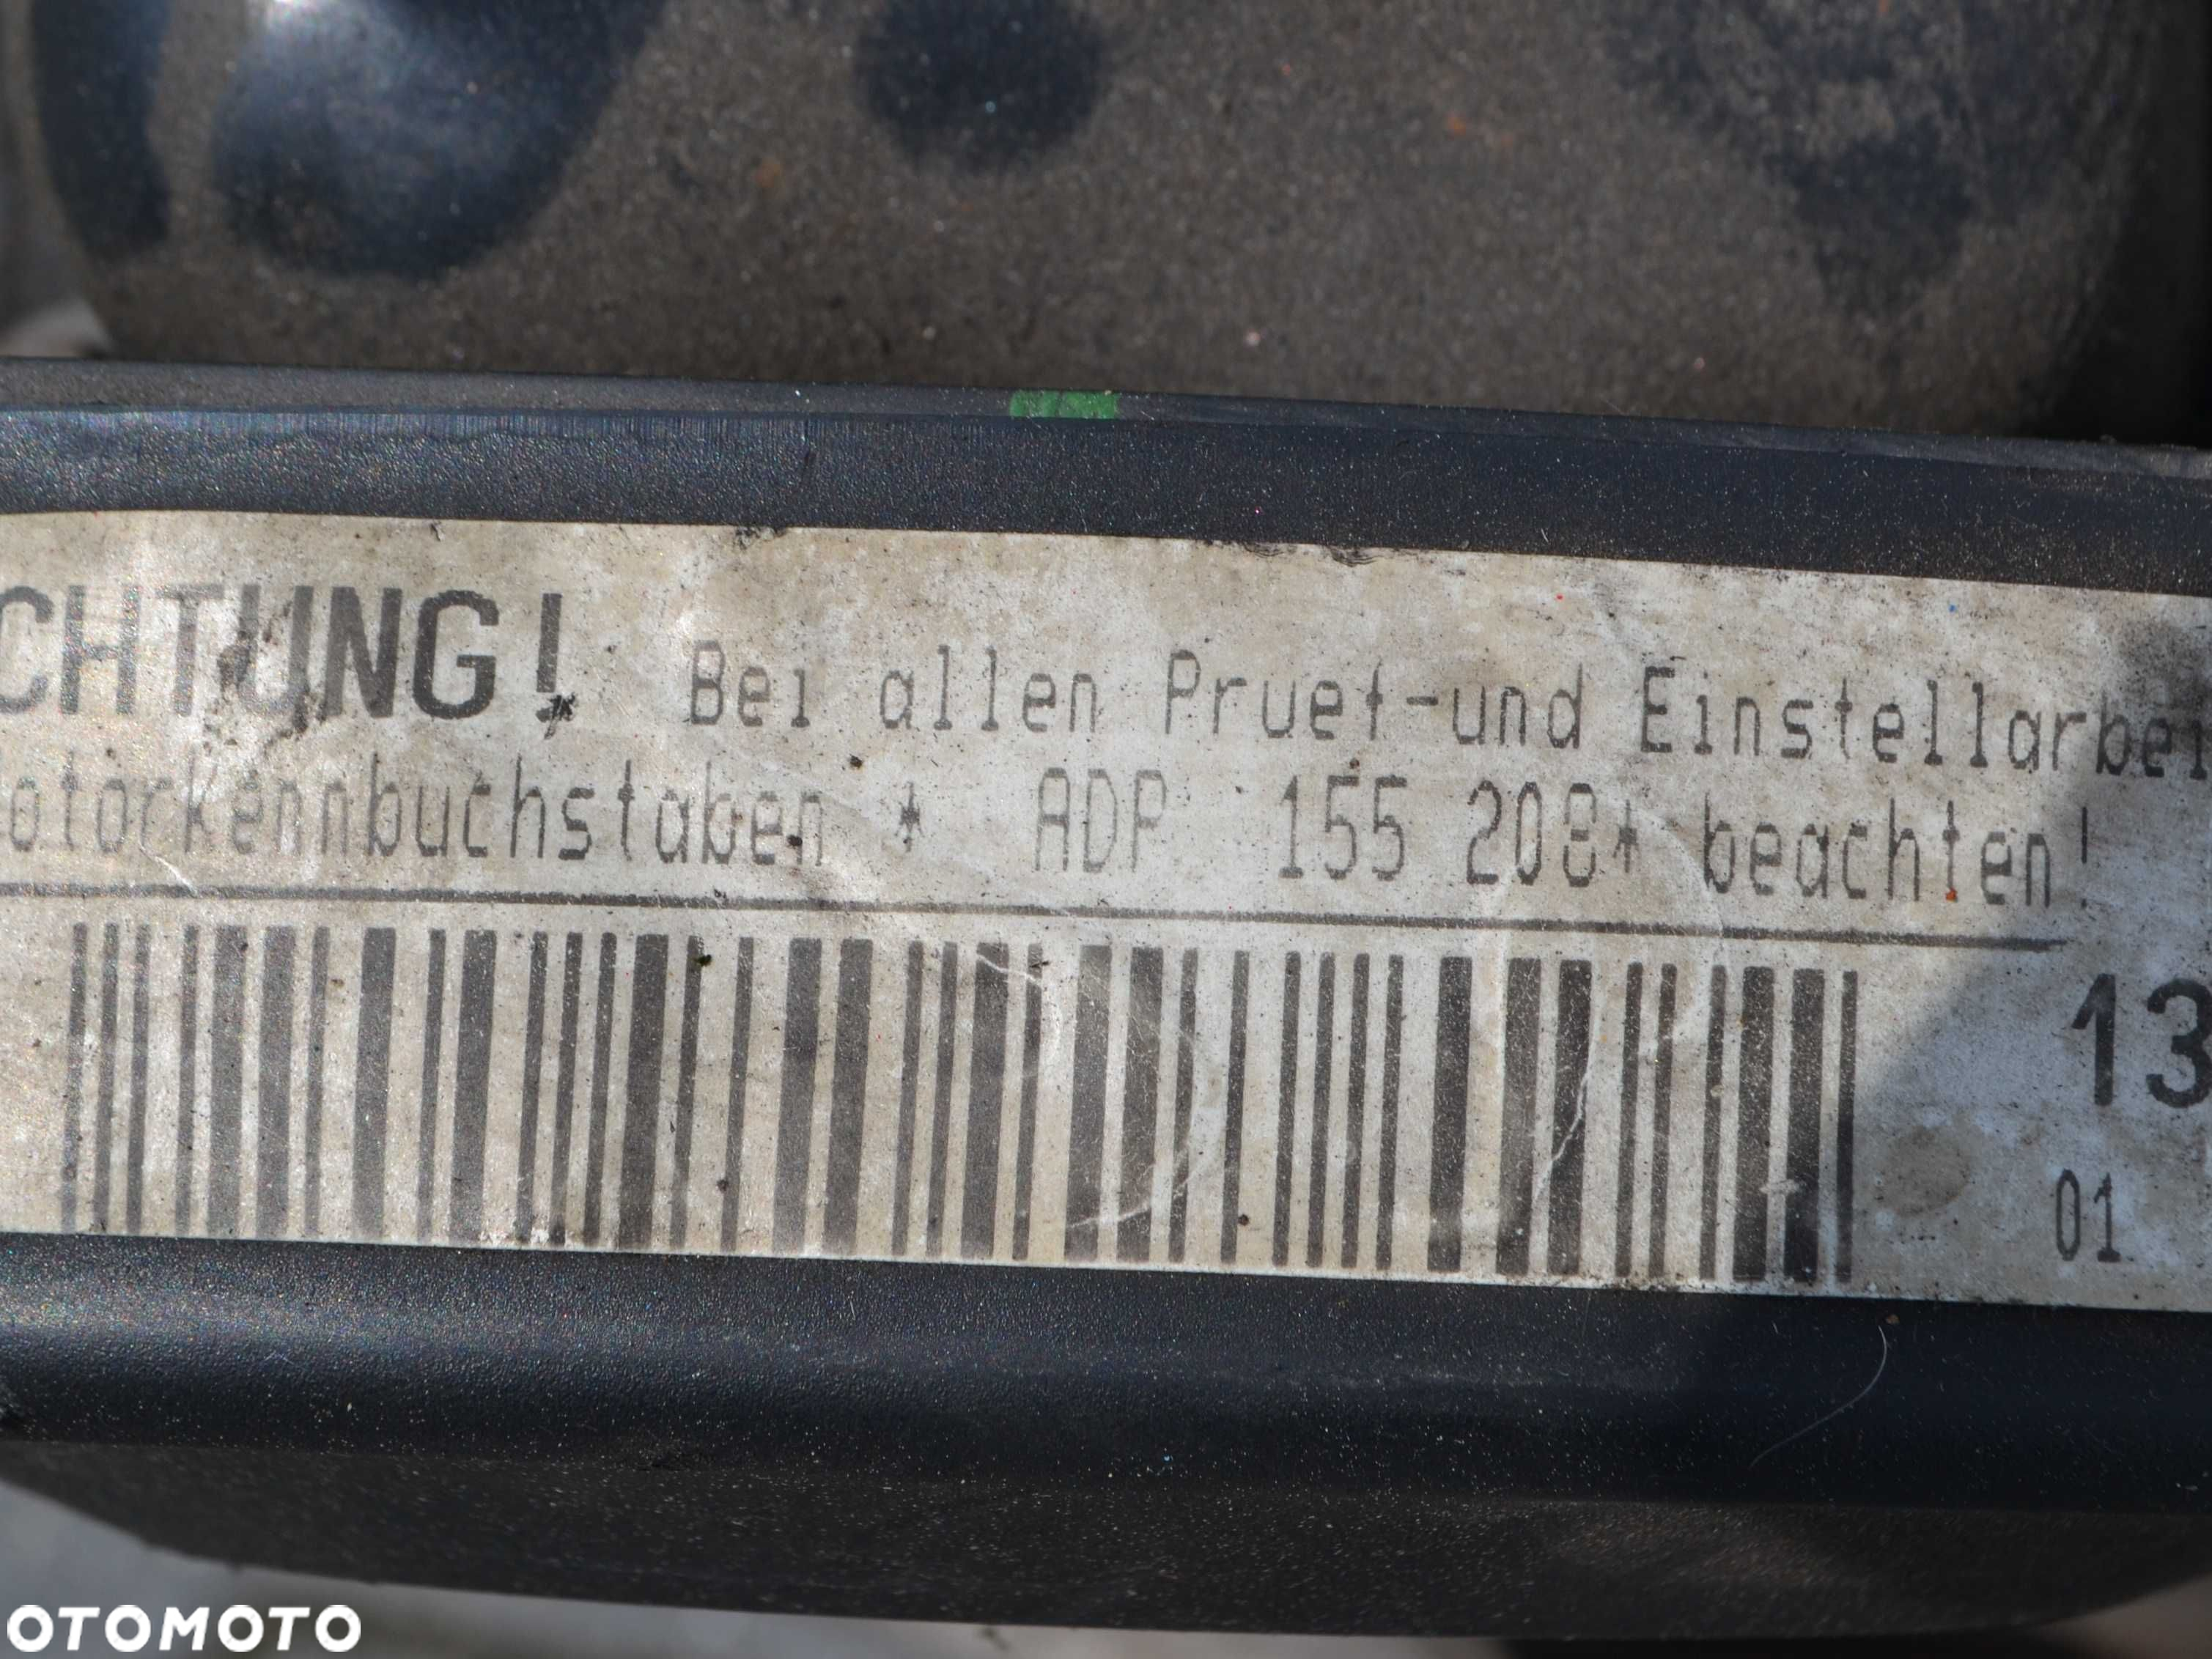 CHTUNG! Bei allen Pruef-und Einstellarbei
otorkennbuchstaben * ADP 155 208* beachten!
13
01
OTOMOTO